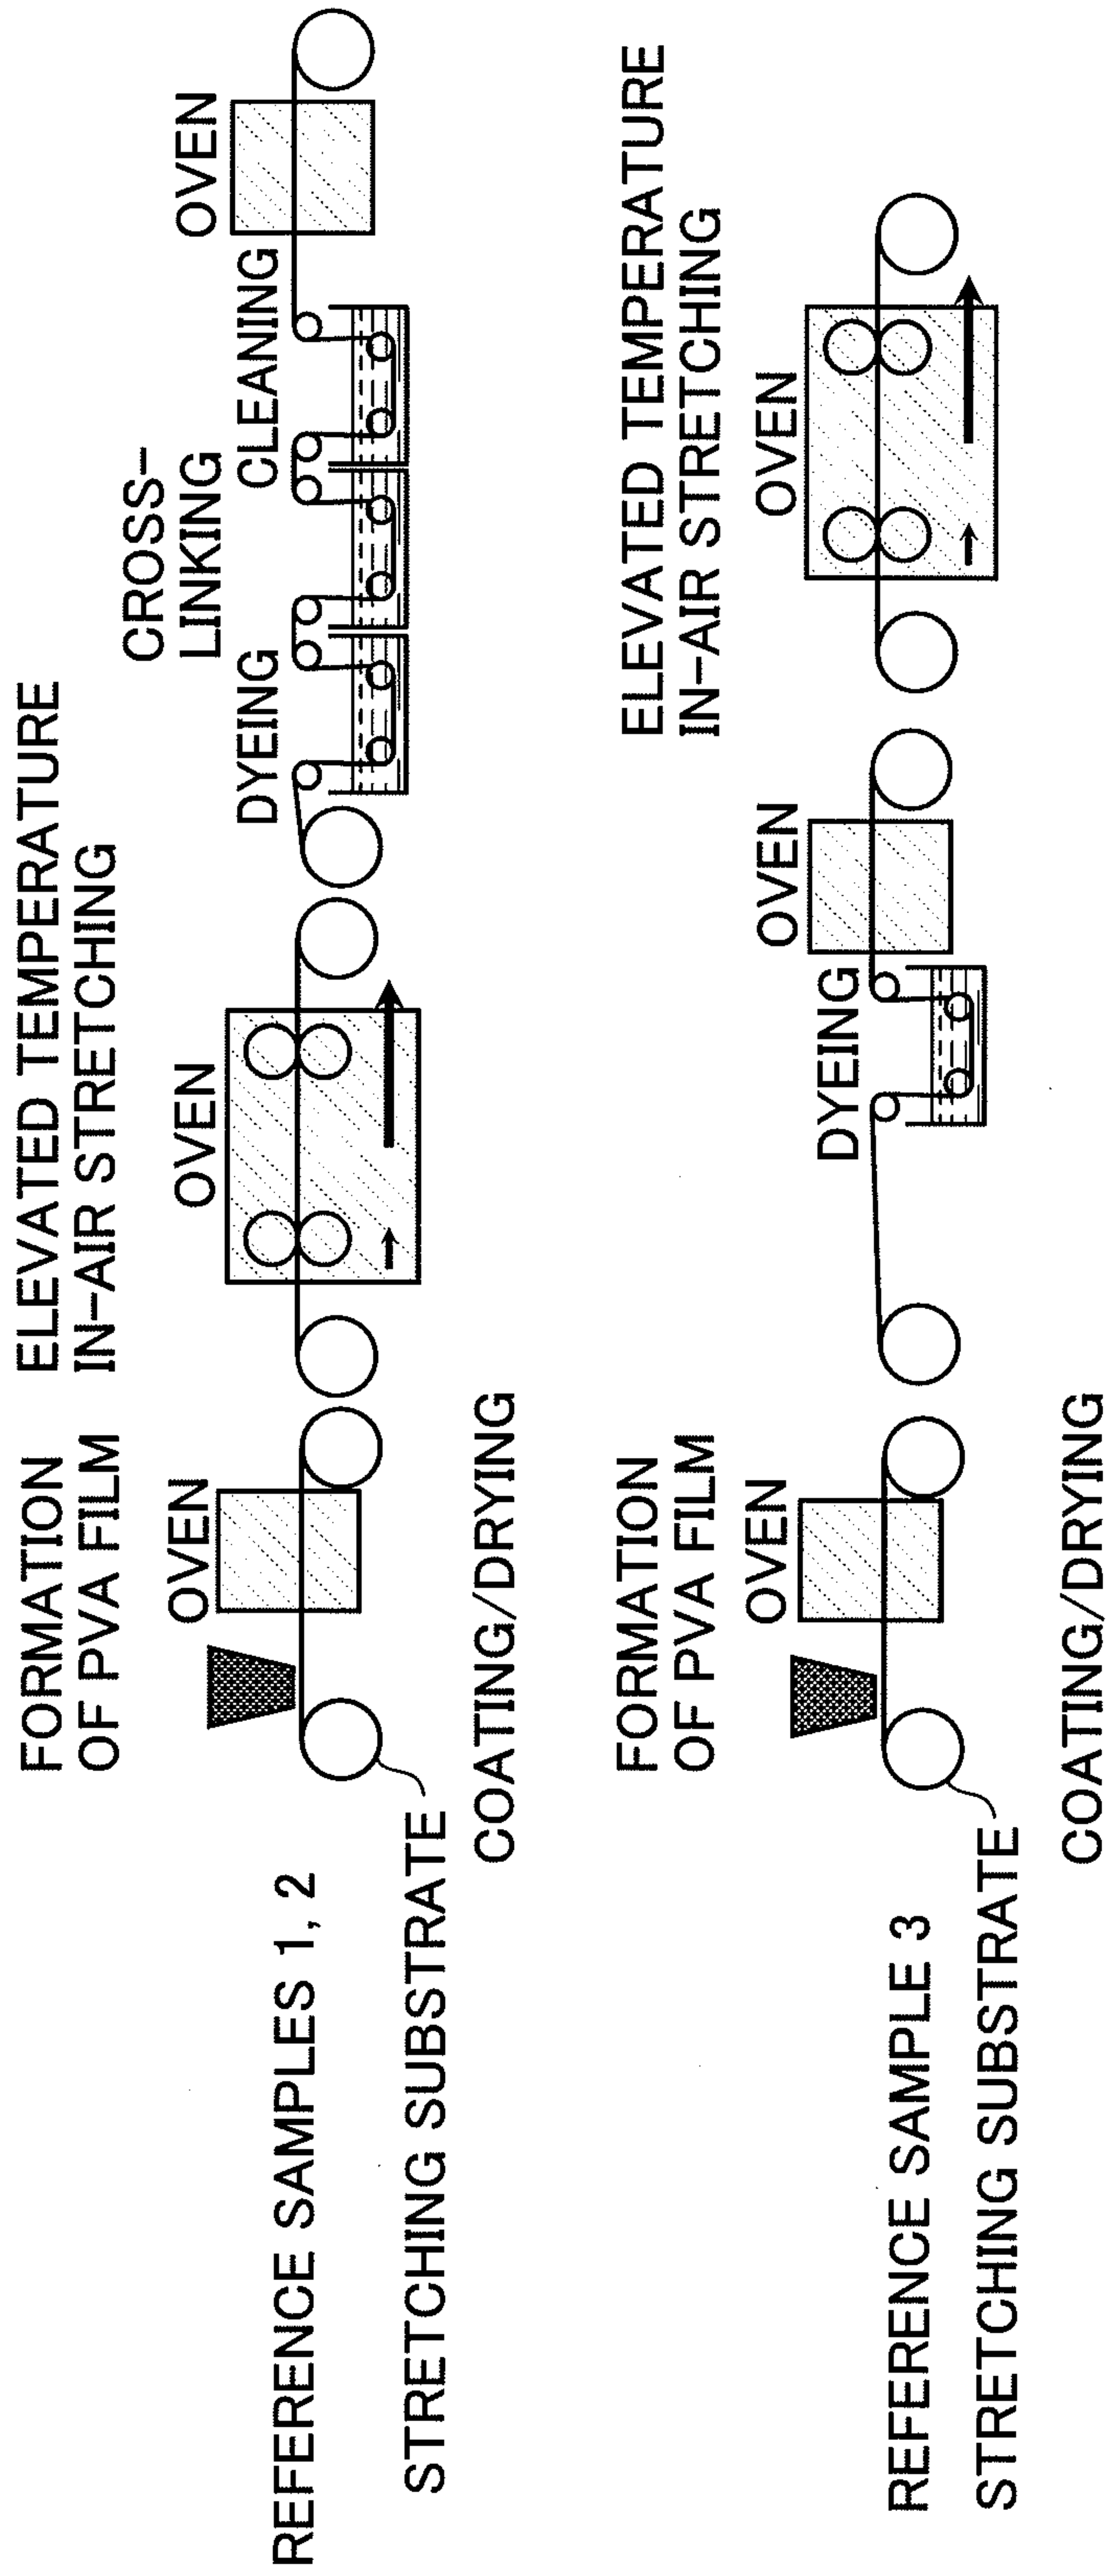 REFERENCE SAMPLES 1, 2
STRETCHING SUBSTRATE
FORMATION
OF PVA FILM
OVEN
COATING/DRYING
ELEVATED TEMPERATURE
IN-AIR STRETCHING
OVEN
DYEING
CROSS-
LINKING
CLEANING
OVEN
REFERENCE SAMPLE 3
STRETCHING SUBSTRATE
FORMATION
OF PVA FILM
OVEN
COATING/DRYING
DYEING
OVEN
ELEVATED TEMPERATURE
IN-AIR STRETCHING
OVEN